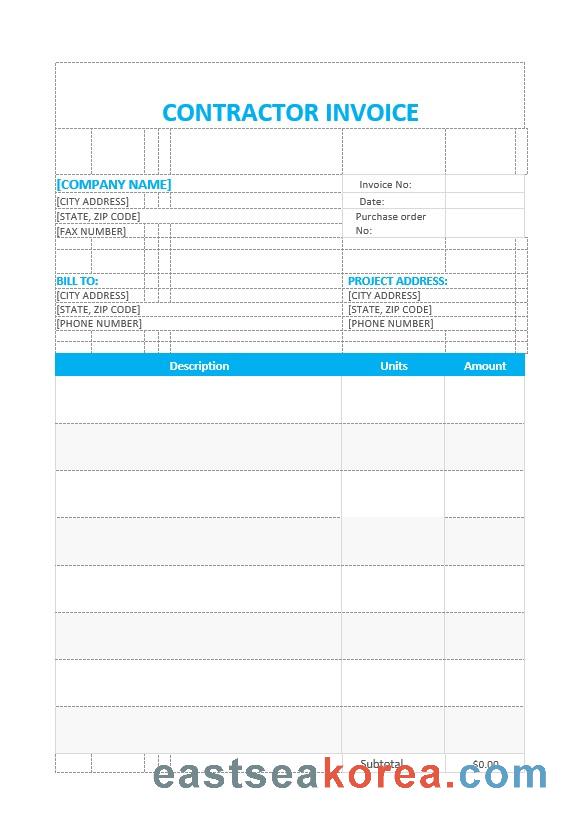 CONTRACTOR INVOICE
[COMPANY NAME]
Invoice No:
[CITY ADDRESS]
Date:
[STATE, ZIP CODE]
Purchase order
No:
[FAX NUMBER]
BILL TO:
PROJECT ADDRESS:
[CITY ADDRESS]
[CITY ADDRESS]
[STATE, ZIP CODE]
[STATE, ZIP CODE]
[PHONE NUMBER]
[PHONE NUMBER]
Description Units Amount
Subtotal $0.00
eastseakorea.com